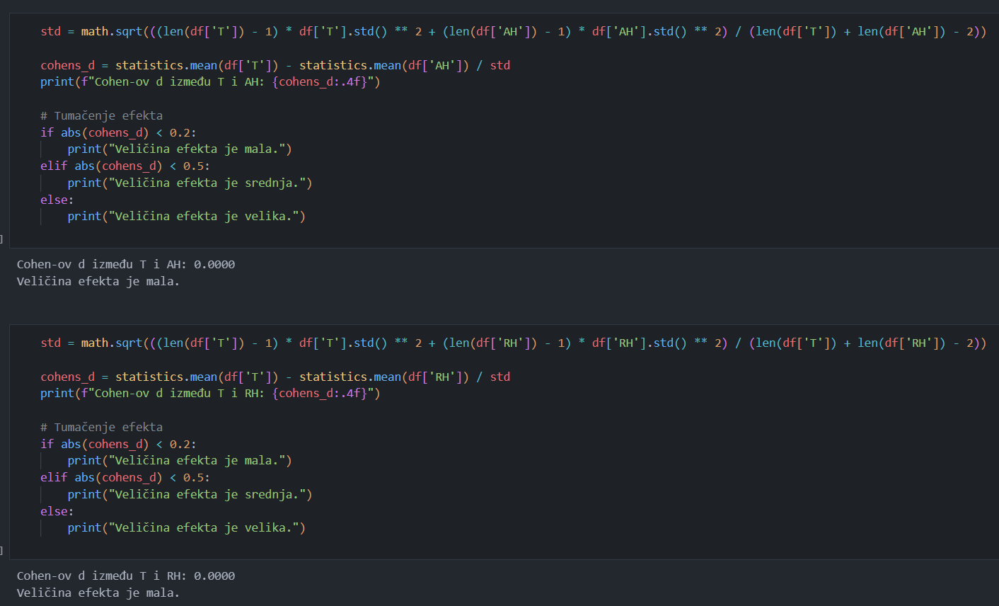 std = math.sqrt(((len(df['T']) - 1) * df['T'].std() ** 2 + (len(df['AH']) - 1) * df['AH'].std() ** 2) / (len(df['T']) + len(df['AH']) - 2))
cohens_d = statistics.mean(df['T']) - statistics.mean(df['AH']) / std
print(f"Cohen-ov d između T i AH: {cohens_d:.4f}")
# Tumačenje efekta
if abs(cohens_d) < 0.2:
    print("Veličina efekta je mala.")
elif abs(cohens_d) < 0.5:
    print("Veličina efekta je srednja.")
else:
    print("Veličina efekta je velika.")
]
Cohen-ov d između T i AH: 0.0000
Veličina efekta je mala.
std = math.sqrt(((len(df['T']) - 1) * df['T'].std() ** 2 + (len(df['RH']) - 1) * df['RH'].std() ** 2) / (len(df['T']) + len(df['RH']) - 2))
cohens_d = statistics.mean(df['T']) - statistics.mean(df['RH']) / std
print(f"Cohen-ov d između T i RH: {cohens_d:.4f}")
# Tumačenje efekta
if abs(cohens_d) < 0.2:
    print("Veličina efekta je mala.")
elif abs(cohens_d) < 0.5:
    print("Veličina efekta je srednja.")
else:
    print("Veličina efekta je velika.")
]
Cohen-ov d između T i RH: 0.0000
Veličina efekta je mala.